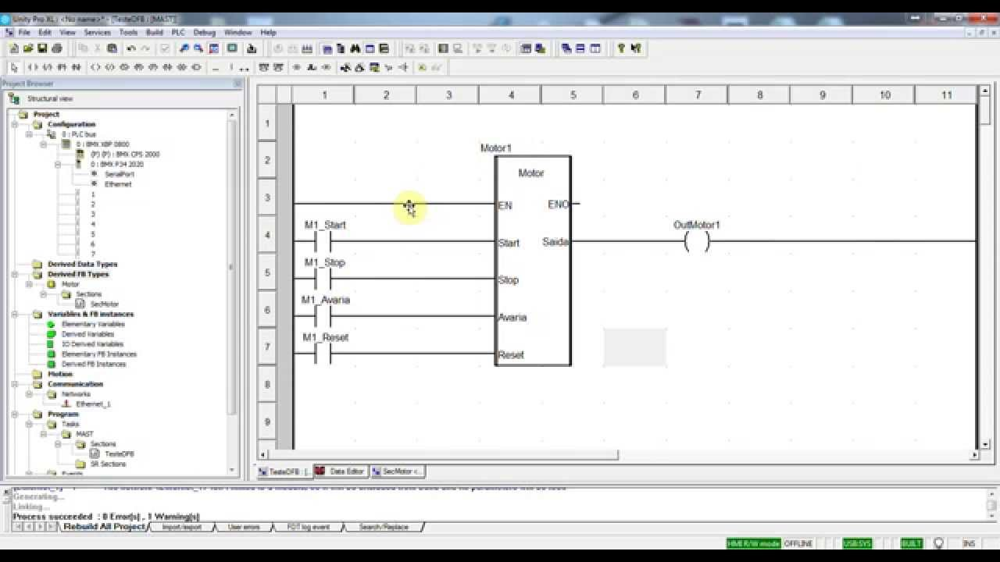 Unity Pro XL : <No name>* - [TesteDFB : [MAST]]
File Edit View Services Tools Build PLC Debug Window Help
Project Browser
Structural view
Project
Configuration
0 : PLC bus
0 : BMX XBP 0800
(P) (P) : BMX CPS 2000
0 : BMX P34 2020
SerialPort
Ethernet
1
2
3
4
5
6
7
Derived Data Types
Derived FB Types
Motor
Sections
SecMotor
Variables & FB instances
Elementary Variables
Derived Variables
IO Derived Variables
Elementary FB Instances
Derived FB Instances
Motion
Communication
Networks
Ethernet_1
Program
Tasks
MAST
Sections
TesteDFB
SR Sections
Events
1 2 3 4 5 6 7 8 9 10 11
1
2
3
4
5
6
7
8
9
Motor1
Motor
EN ENO
M1_Start OutMotor1
Start Saida
M1_Stop
Stop
M1_Avaria
Avaria
M1_Reset
Reset
TesteDFB : [... Data Editor SecMotor <...
Generating...
Linking...
Process succeeded : 0 Error(s) , 1 Warning(s)
Rebuild All Project Import/export User errors FDT log event Search/Replace
HMI R/W mode OFFLINE USB:SYS BUILT INS